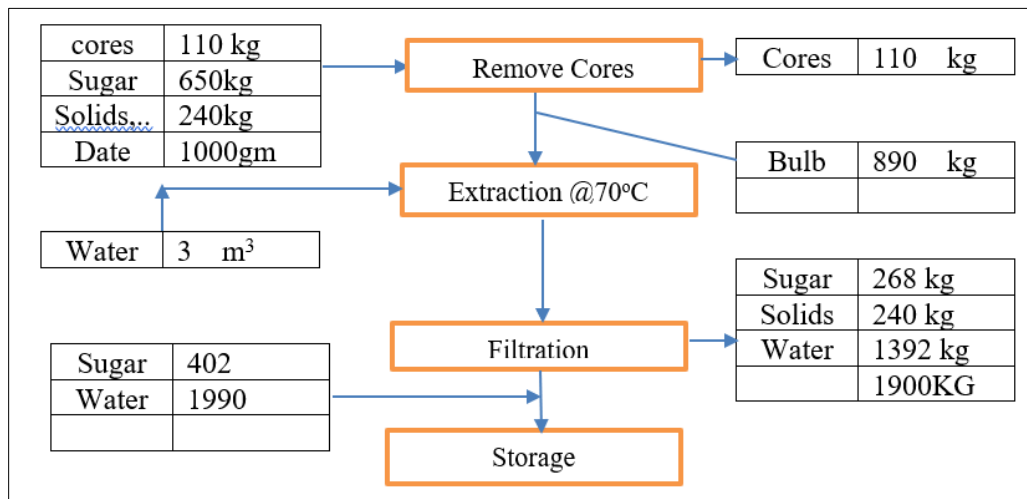 cores 110 kg
Sugar 650kg
Solids,.. 240kg
Date 1000gm
Remove Cores
Cores 110 kg
Bulb 890 kg
Extraction @70°C
Water 3 m³
Sugar 268 kg
Solids 240 kg
Water 1392 kg
1900KG
Filtration
Sugar 402
Water 1990
Storage